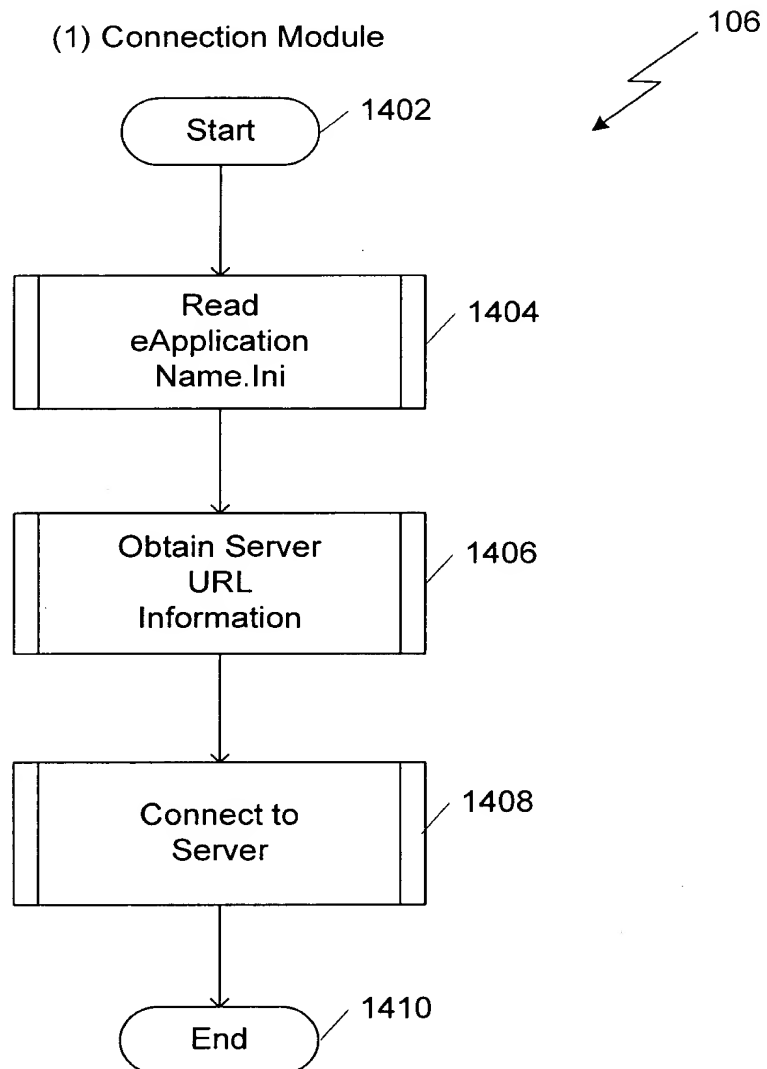 (1) Connection Module
106
Start
1402
Read
eApplication
Name.Ini
1404
Obtain Server
URL
Information
1406
Connect to
Server
1408
End
1410